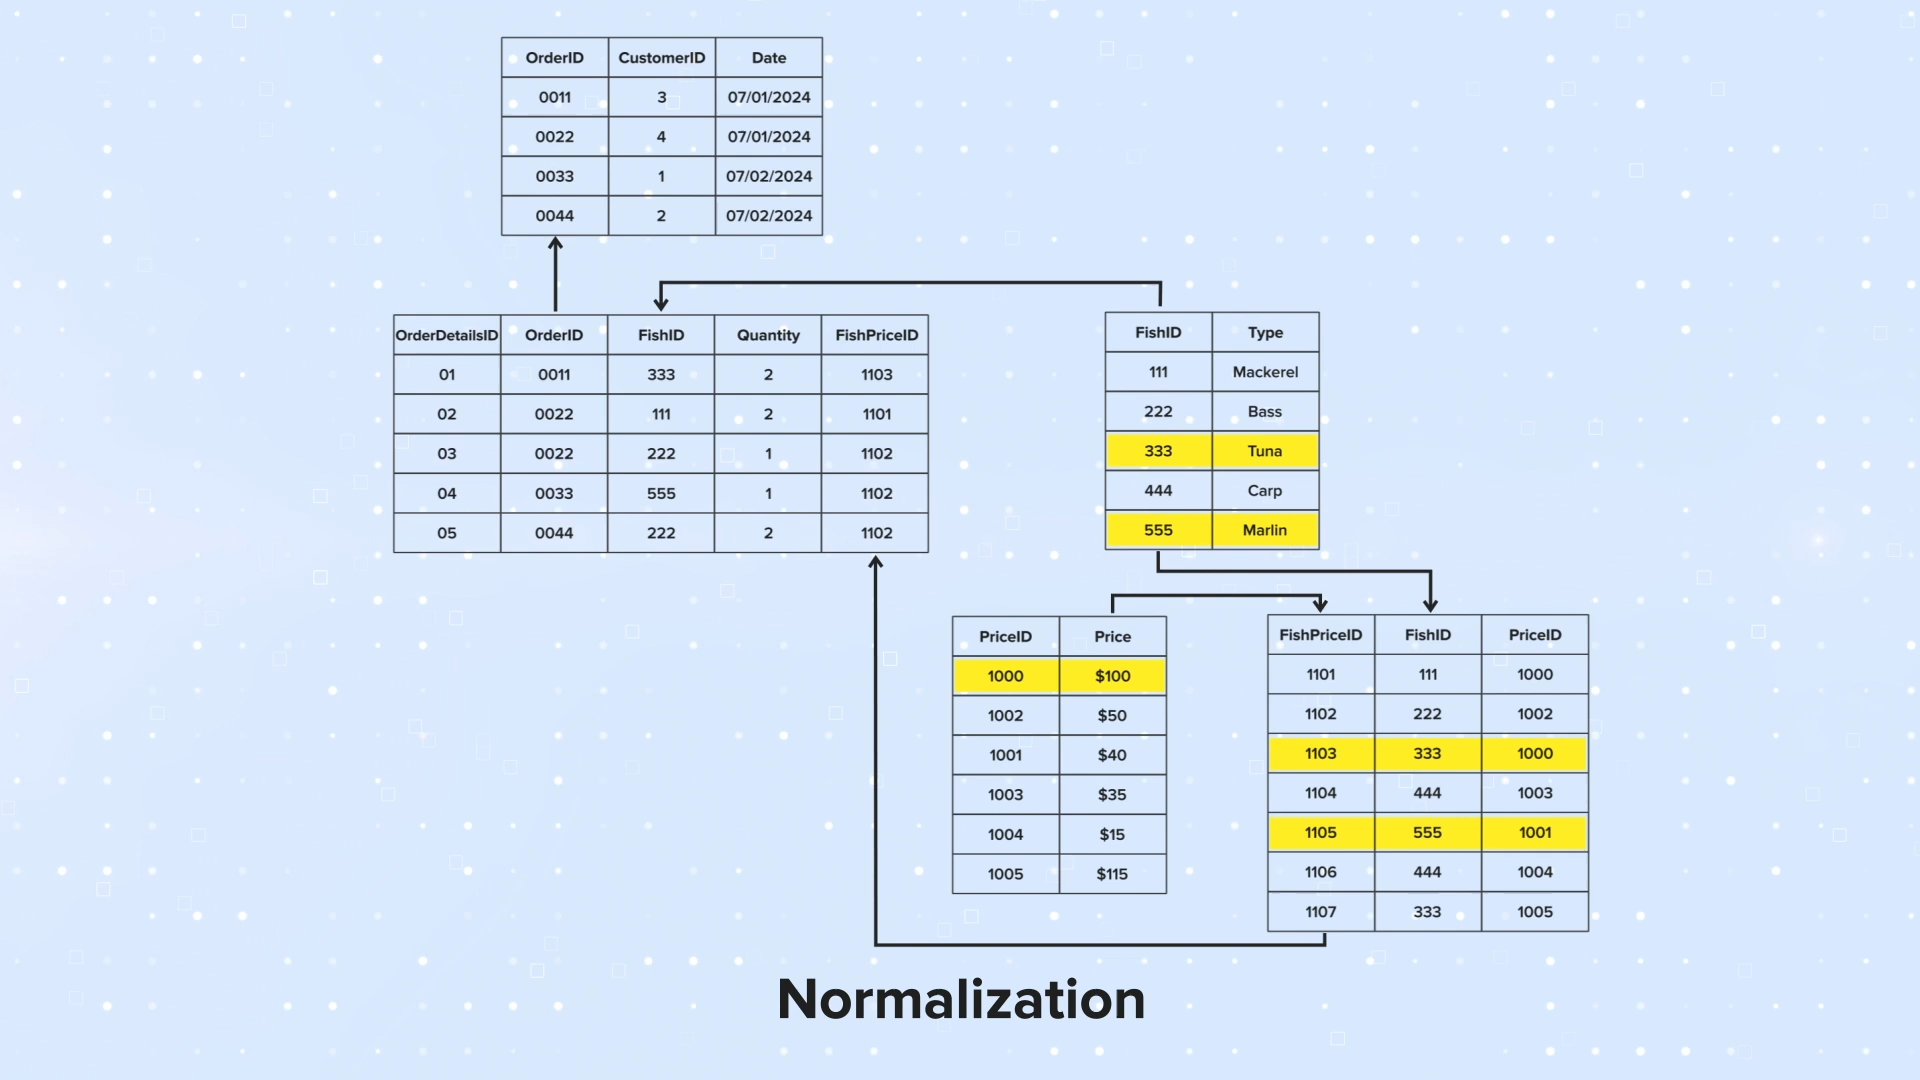 OrderID CustomerID Date
0011 3 07/01/2024
0022 4 07/01/2024
0033 1 07/02/2024
0044 2 07/02/2024
OrderDetailsID OrderID FishID Quantity FishPriceID
01 0011 333 2 1103
02 0022 111 2 1101
03 0022 222 1 1102
04 0033 555 1 1102
05 0044 222 2 1102
FishID Type
111 Mackerel
222 Bass
333 Tuna
444 Carp
555 Marlin
PriceID Price
1000 $100
1002 $50
1001 $40
1003 $35
1004 $15
1005 $115
FishPriceID FishID PriceID
1101 111 1000
1102 222 1002
1103 333 1000
1104 444 1003
1105 555 1001
1106 444 1004
1107 333 1005
Normalization